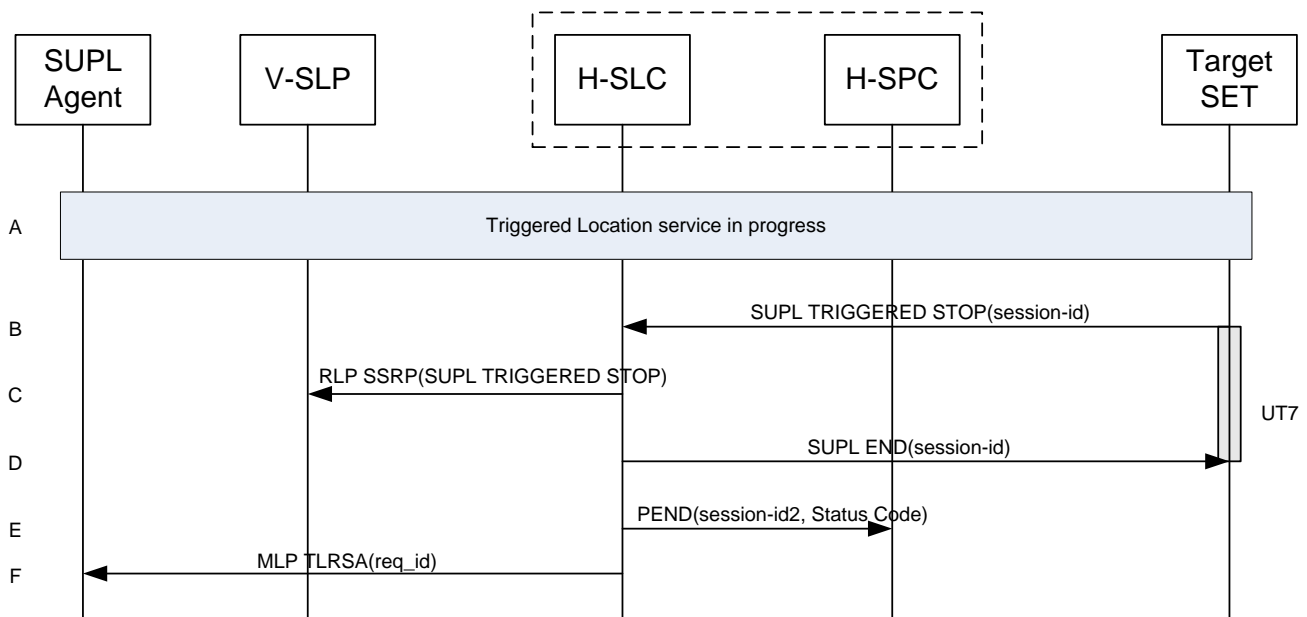 SUPL
Agent
V-SLP
H-SLC
H-SPC
Target
SET
A
Triggered Location service in progress
B
SUPL TRIGGERED STOP(session-id)
C
RLP SSRP(SUPL TRIGGERED STOP)
UT7
D
SUPL END(session-id)
E
PEND(session-id2, Status Code)
F
MLP TLRSA(req_id)